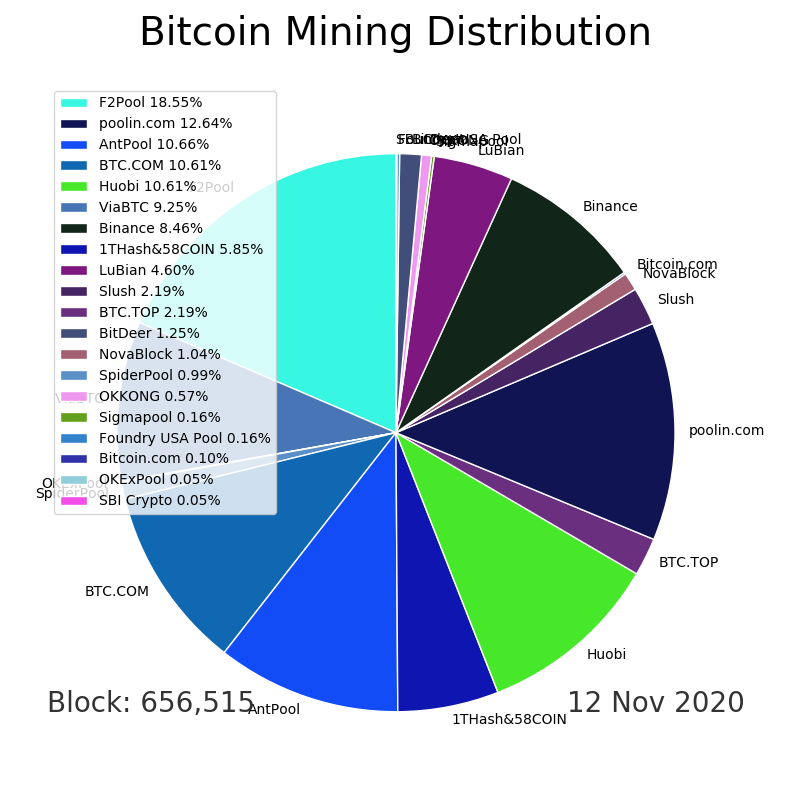 Bitcoin Mining Distribution
F2Pool 18.55%
poolin.com 12.64%
AntPool 10.66%
BTC.COM 10.61%
Huobi 10.61%
ViaBTC 9.25%
Binance 8.46%
1THash&58COIN 5.85%
LuBian 4.60%
Slush 2.19%
BTC.TOP 2.19%
BitDeer 1.25%
NovaBlock 1.04%
SpiderPool 0.99%
OKKONG 0.57%
Sigmapool 0.16%
Foundry USA Pool 0.16%
Bitcoin.com 0.10%
OKExPool 0.05%
SBI Crypto 0.05%
LuBian
Binance
Bitcoin.com
NovaBlock
Slush
poolin.com
BTC.TOP
Huobi
1THash&58COIN
AntPool
BTC.COM
SpiderPool
Block: 656,515
12 Nov 2020